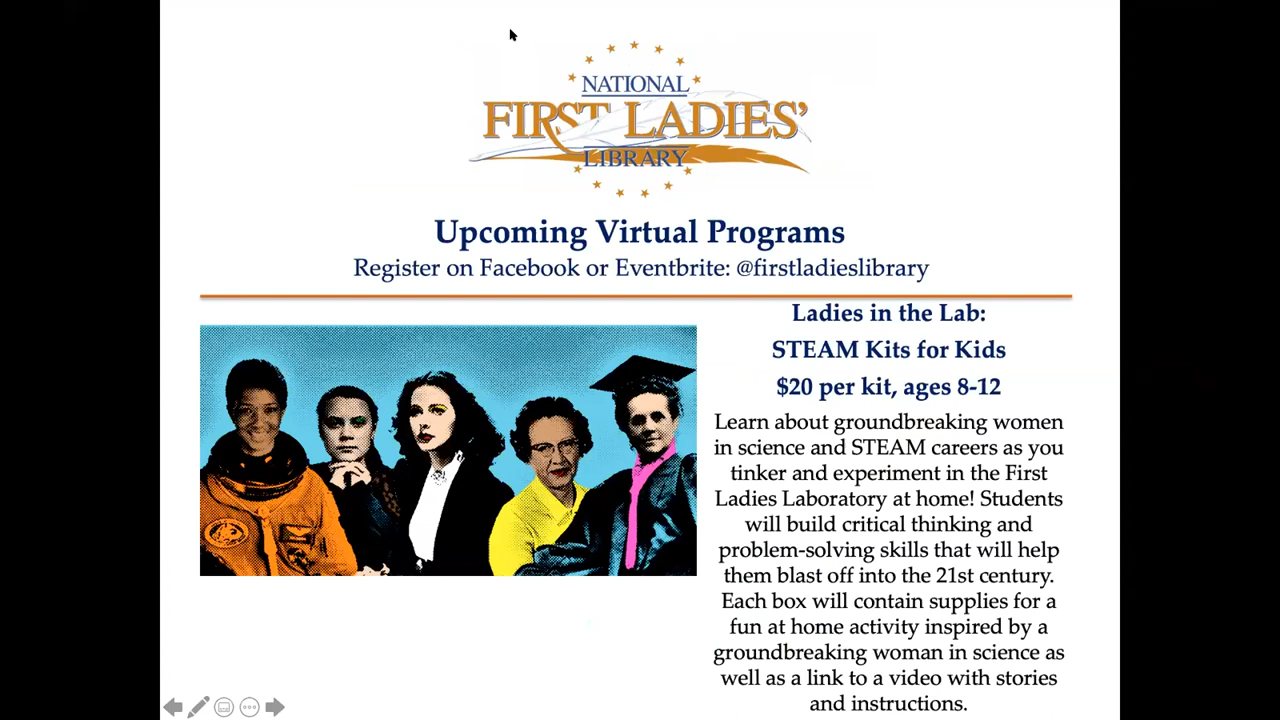 NATIONAL
FIRST LADIES’
LIBRARY
Upcoming Virtual Programs
Register on Facebook or Eventbrite: @firstladieslibrary
Ladies in the Lab:
STEAM Kits for Kids
$20 per kit, ages 8-12
Learn about groundbreaking women
in science and STEAM careers as you
tinker and experiment in the First
Ladies Laboratory at home! Students
will build critical thinking and
problem-solving skills that will help
them blast off into the 21st century.
Each box will contain supplies for a
fun at home activity inspired by a
groundbreaking woman in science as
well as a link to a video with stories
and instructions.